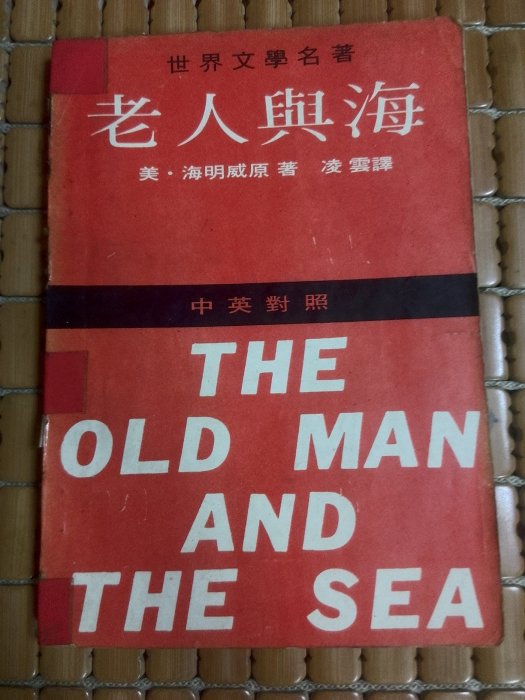 世界文學名著
老人與海
美·海明威原著 凌雲譯
中英對照
THE
OLD MAN
AND
THE SEA